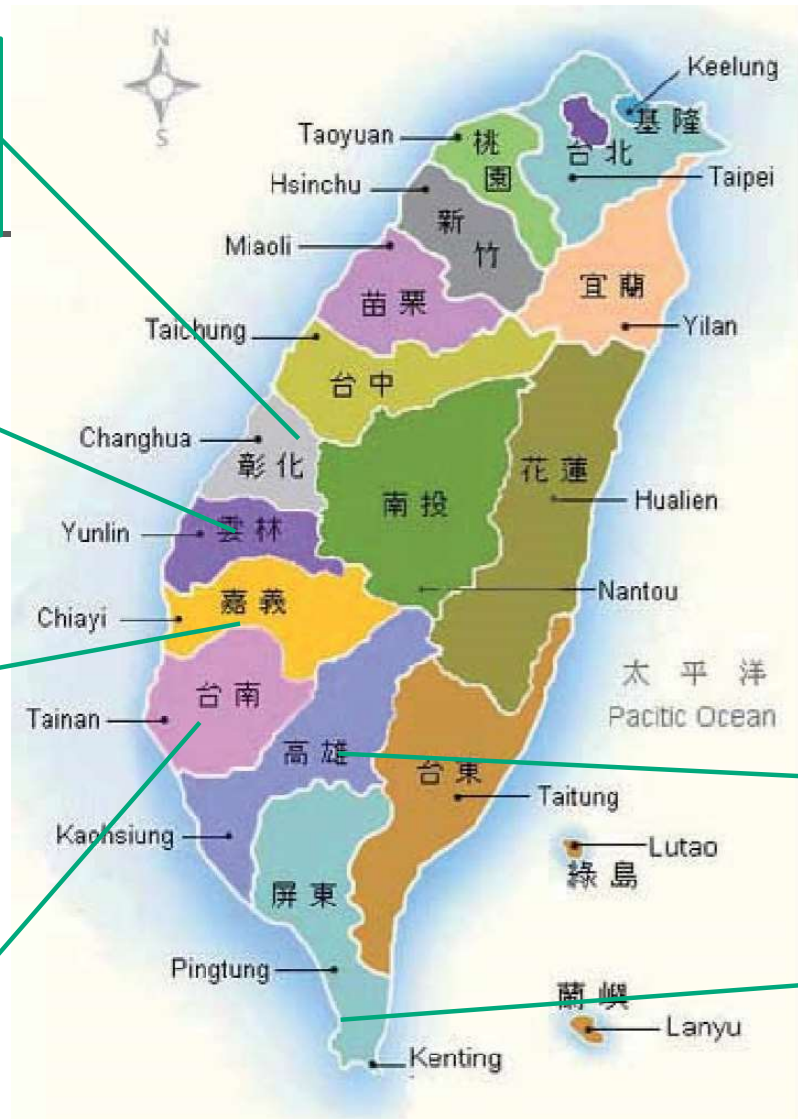 N
S
Keelung
基隆
Taoyuan
桃園
台北
Taipei
Hsinchu
新竹
Miaoli
苗栗
宜蘭
Yilan
Taichung
台中
Changhua
彰化
花蓮
Hualien
南投
Yunlin
雲林
Nantou
Chiayi
嘉義
太平洋
Pacitic Ocean
台南
Tainan
高雄
台東
Taitung
Kaohsiung
Lutao
綠島
屏東
Pingtung
蘭嶼
Lanyu
Kenting